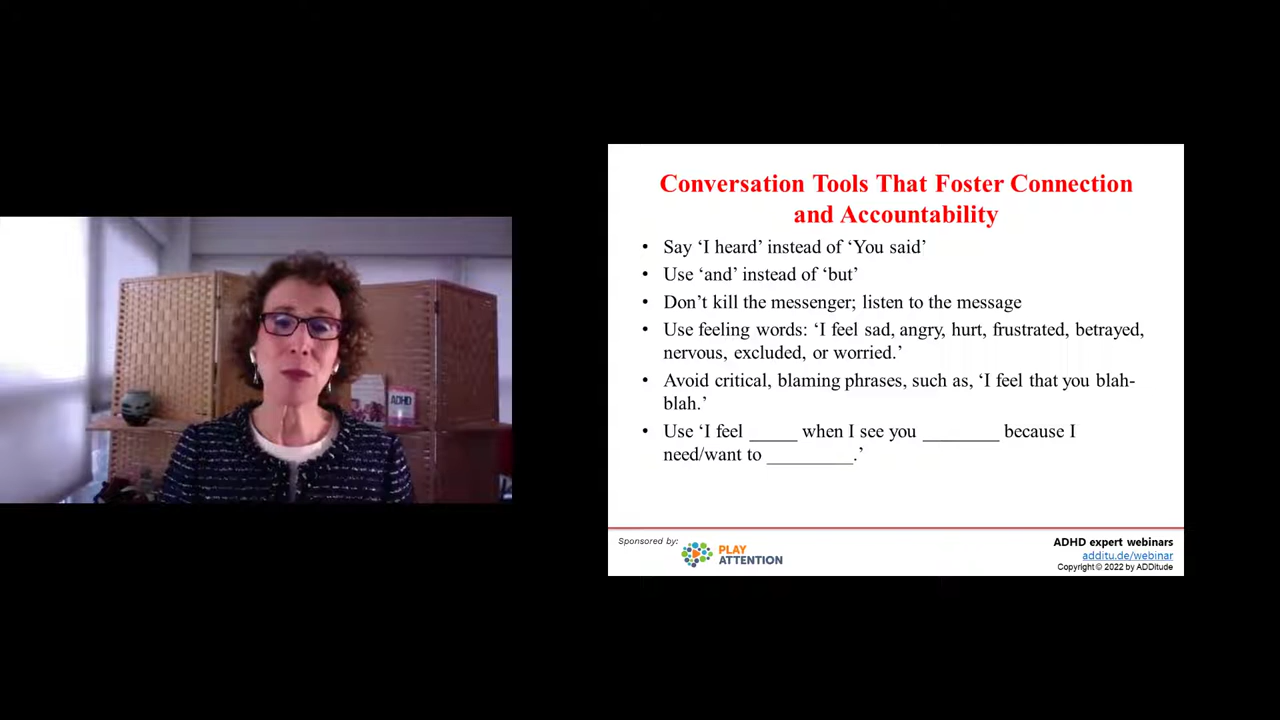 Conversation Tools That Foster Connection
and Accountability
• Say ‘I heard’ instead of ‘You said’
• Use ‘and’ instead of ‘but’
• Don’t kill the messenger; listen to the message
• Use feeling words: ‘I feel sad, angry, hurt, frustrated, betrayed,
nervous, excluded, or worried.’
• Avoid critical, blaming phrases, such as, ‘I feel that you blah-
blah.’
• Use ‘I feel _____ when I see you ________ because I
need/want to _________.’
ADHD
Sponsored by:
PLAY
ATTENTION
ADHD expert webinars
additu.de/webinar
Copyright © 2022 by ADDitude